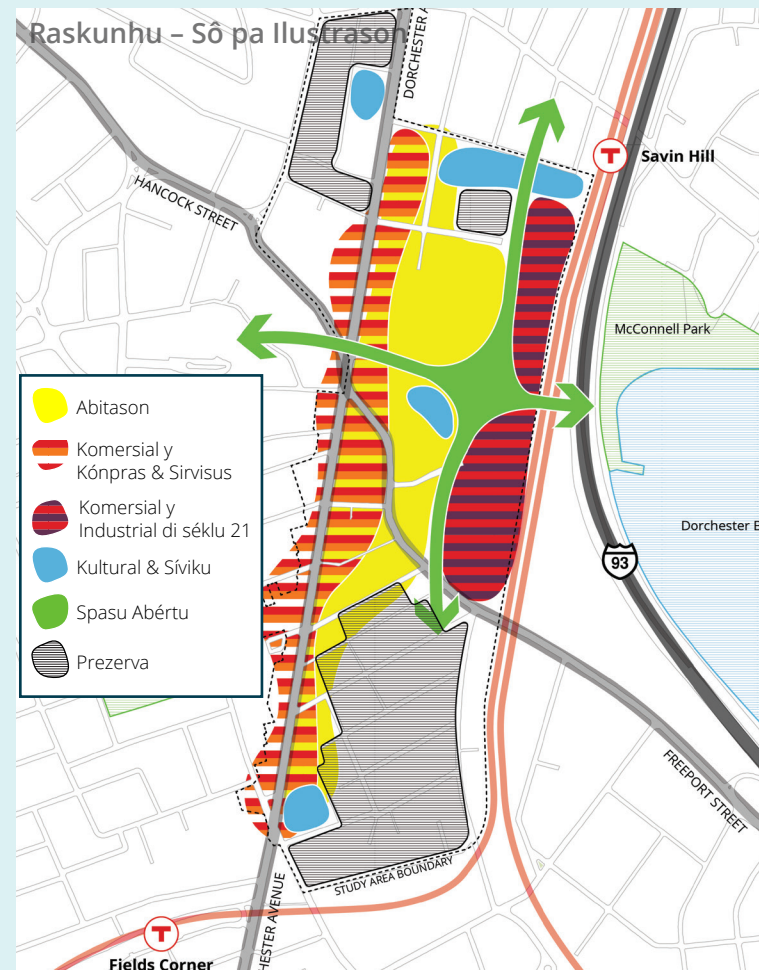 Raskunhu – Sô pa Ilustrason
DORCHESTER A
T Savin Hill
HANCOCK STREET
McConnell Park
Abitason
Komersial y
Kónpras & Sirvisus
Komersial y
Industrial di séklu 21
Kultural & Síviku
Spasu Abértu
Prezerva
Dorchester B
93
FREEPORT STREET
STUDY AREA BOUNDARY
HESTER AVENUE
T
Fields Corner